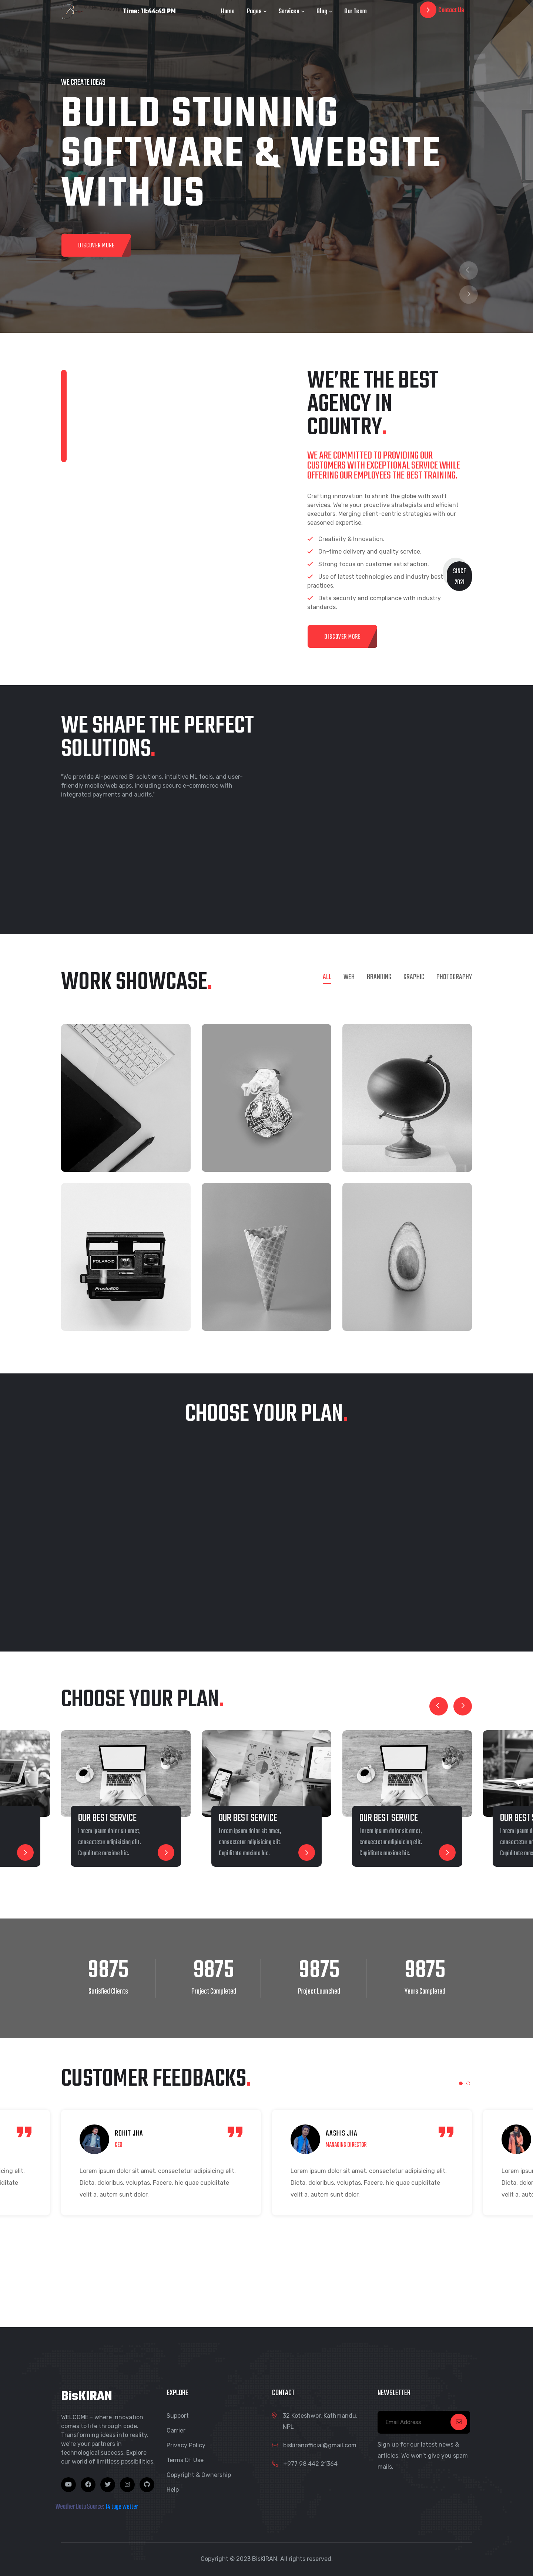 Time: 11:44:49 PM
Home
Pages
Services
Blog
Our Team
Contact Us
WE CREATE IDEAS
BUILD STUNNING
SOFTWARE & WEBSITE
WITH US
DISCOVER MORE
WE'RE THE BEST
AGENCY IN
COUNTRY.
WE ARE COMMITTED TO PROVIDING OUR
CUSTOMERS WITH EXCEPTIONAL SERVICE WHILE
OFFERING OUR EMPLOYEES THE BEST TRAINING.
Crafting innovation to shrink the globe with swift
services. We're your proactive strategists and efficient
executors. Merging client-centric strategies with our
seasoned expertise.
Creativity & Innovation.
On-time delivery and quality service.
Strong focus on customer satisfaction.
Use of latest technologies and industry best
practices.
Data security and compliance with industry
standards.
SINCE
2021
DISCOVER MORE
WE SHAPE THE PERFECT
SOLUTIONS.
"We provide AI-powered BI solutions, intuitive ML tools, and user-
friendly mobile/web apps, including secure e-commerce with
integrated payments and audits."
WORK SHOWCASE.
ALL
WEB
BRANDING
GRAPHIC
PHOTOGRAPHY
POLAROID
Pronto600
CHOOSE YOUR PLAN.
CHOOSE YOUR PLAN.
OUR BEST SERVICE
Lorem ipsum dolor sit amet,
consectetur adipisicing elit.
Cupiditate maxime hic.
OUR BEST SERVICE
Lorem ipsum dolor sit amet,
consectetur adipisicing elit.
Cupiditate maxime hic.
OUR BEST SERVICE
Lorem ipsum dolor sit amet,
consectetur adipisicing elit.
Cupiditate maxime hic.
OUR BEST
Lorem ipsum
consectetur
Cupiditate
9875
Satisfied Clients
9875
Project Completed
9875
Project Launched
9875
Years Completed
CUSTOMER FEEDBACKS.
cing elit.
piditate
ROHIT JHA
CEO
Lorem ipsum dolor sit amet, consectetur adipisicing elit.
Dicta, doloribus, voluptas. Facere, hic quae cupiditate
velit a, autem sunt dolor.
AASHIS JHA
MANAGING DIRECTOR
Lorem ipsum dolor sit amet, consectetur adipisicing elit.
Dicta, doloribus, voluptas. Facere, hic quae cupiditate
velit a, autem sunt dolor.
Lorem ipsum
Dicta, dolor
velit a, aute
BisKIRAN
WELCOME - where innovation
comes to life through code.
Transforming ideas into reality,
we're your partners in
technological success. Explore
our world of limitless possibilities.
Weather Data Source: 14 tage wetter
EXPLORE
Support
Carrier
Privacy Policy
Terms Of Use
Copyright & Ownership
Help
CONTACT
32 Koteshwor, Kathmandu,
NPL
biskiranofficial@gmail.com
+977 98 442 21364
NEWSLETTER
Email Address
Sign up for our latest news &
articles. We won't give you spam
mails.
Copyright © 2023 BisKIRAN. All rights reserved.